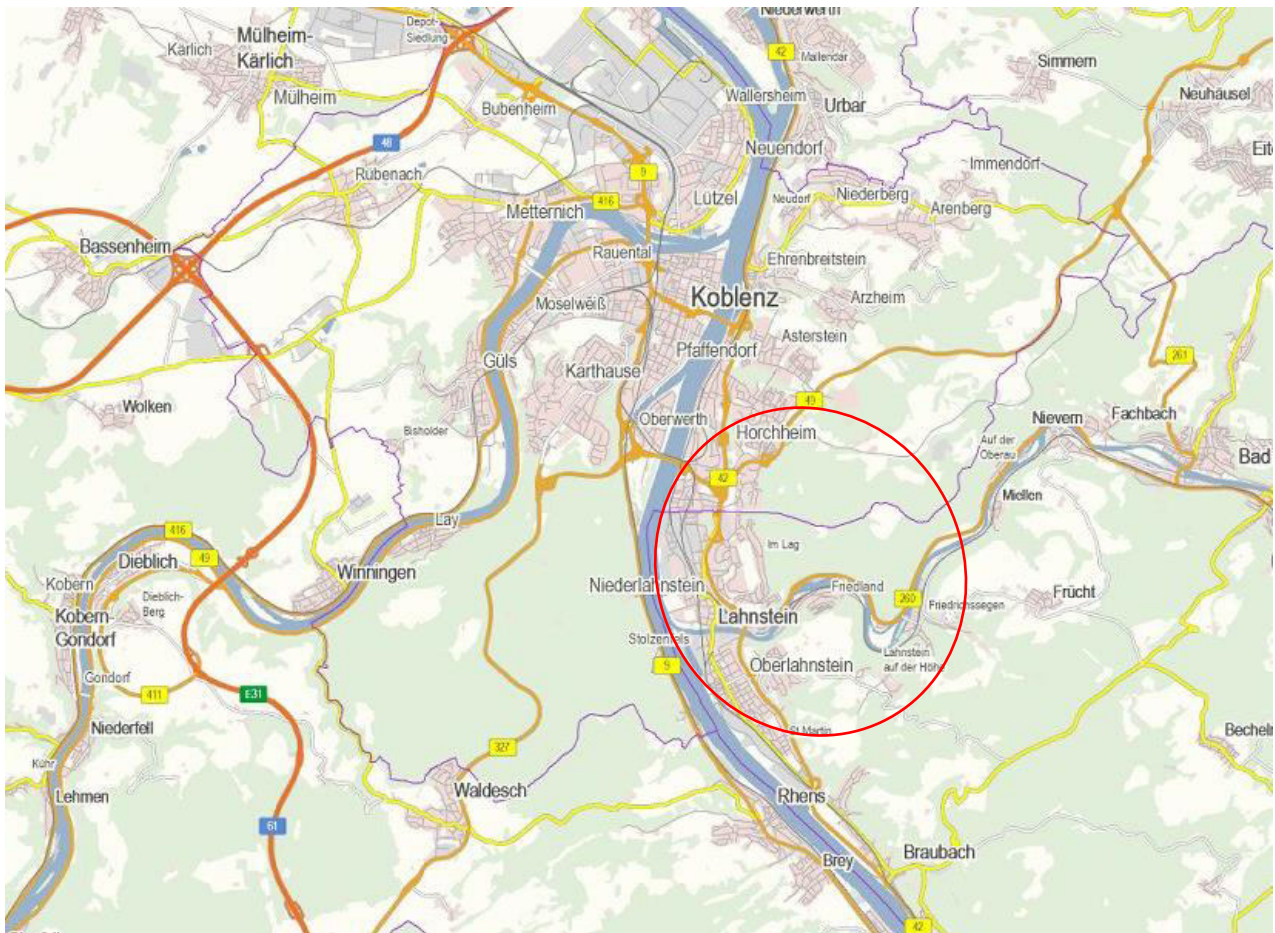 Depot-
Siedlung
Niederwerth
Mülheim-
Kärlich
Kärlich
42
Mallendar
Simmern
Neuhäusel
Mülheim
Bubenheim
Wallersheim
Urbar
48
Neuendorf
Immendorf
Rübenach
9
Lützel
Neudorf
Niederberg
Arenberg
Metternich
416
Bassenheim
Rauental
Ehrenbreitstein
Koblenz
Arzheim
Moselweiß
Asterstein
Pfaffendorf
Güls
Karthause
261
Wolken
49
Oberwerth
Horchheim
Nievern
Fachbach
Bisholder
Auf der
Oberau
Bad
42
Miellen
Lay
416
49
Im Lag
Dieblich
Winningen
Niederlahnstein
Friedland
Kobern
Kobern-
Gondorf
Dieblich-
Berg
260
Friedrichssegen
Frücht
Lahnstein
Stolzenfels
Oberlahnstein
Lahnstein
auf der Höhe
9
Gondorf
411
E31
Niederfell
St.Martin
327
Kühr
Lehmen
Waldesch
Rhens
61
Brey
Braubach
42